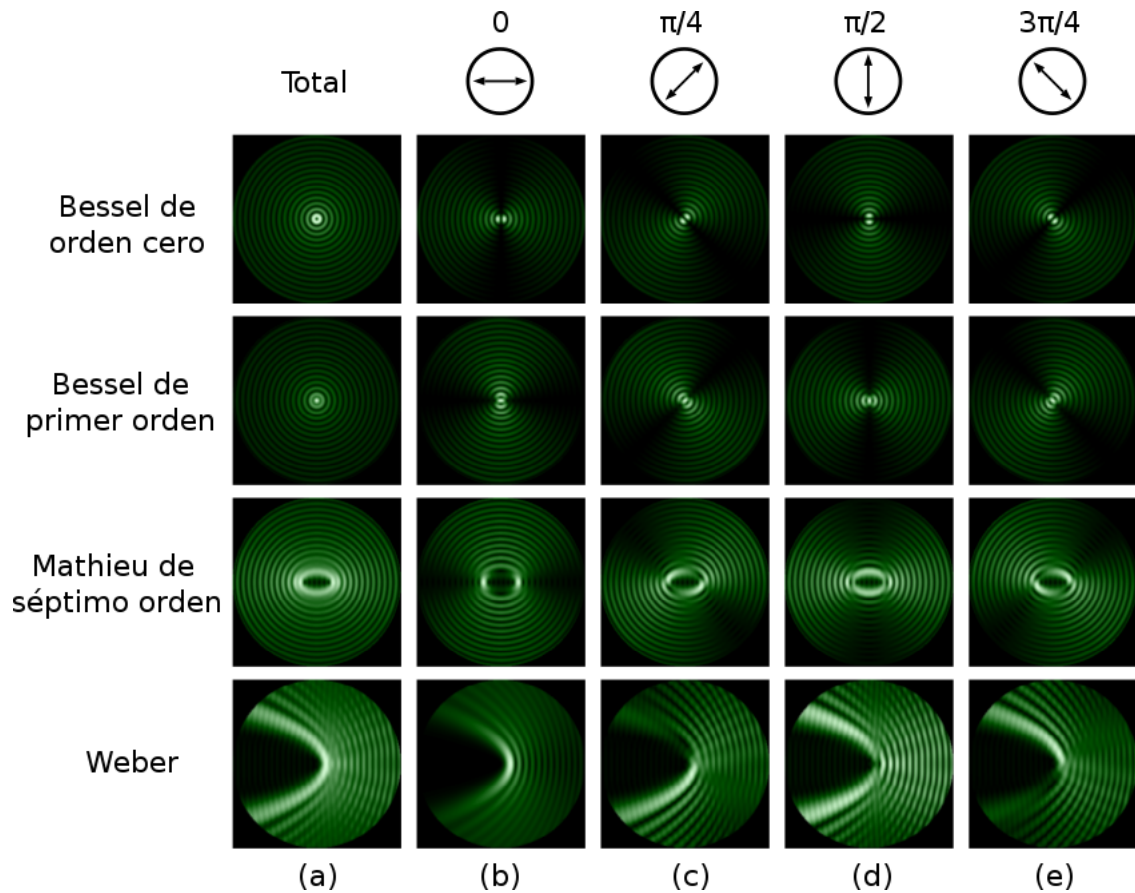 0 π/4 π/2 3π/4
Total
Bessel de
orden cero
Bessel de
primer orden
Mathieu de
séptimo orden
Weber
(a) (b) (c) (d) (e)